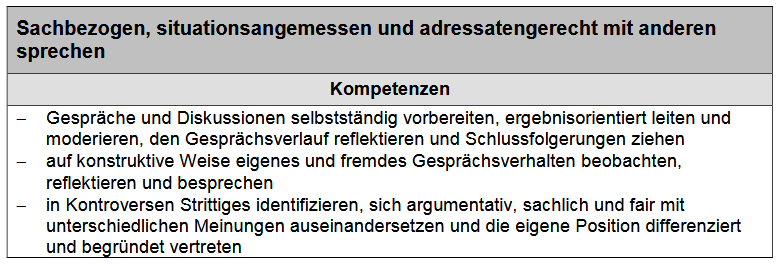 Sachbezogen, situationsangemessen und adressatengerecht mit anderen
sprechen
Kompetenzen
– Gespräche und Diskussionen selbstständig vorbereiten, ergebnisorientiert leiten und
moderieren, den Gesprächsverlauf reflektieren und Schlussfolgerungen ziehen
– auf konstruktive Weise eigenes und fremdes Gesprächsverhalten beobachten,
reflektieren und besprechen
– in Kontroversen Strittiges identifizieren, sich argumentativ, sachlich und fair mit
unterschiedlichen Meinungen auseinandersetzen und die eigene Position differenziert
und begründet vertreten